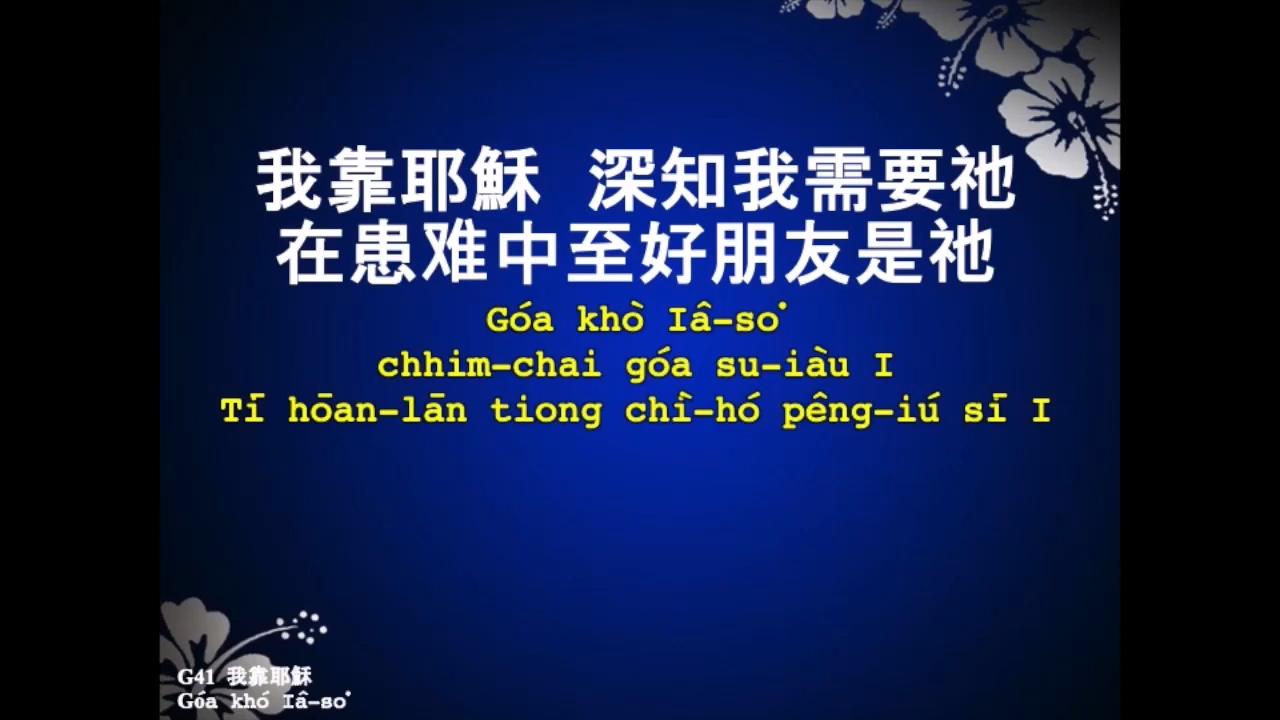 我靠耶穌 深知我需要祂
在患难中至好朋友是祂
Góa khò Iâ-so͘
chhim-chai góa su-iàu I
Tī hōan-lān tiong chì-hó pêng-iú sī I
G41 我靠耶穌
Góa khó Iâ-so͘